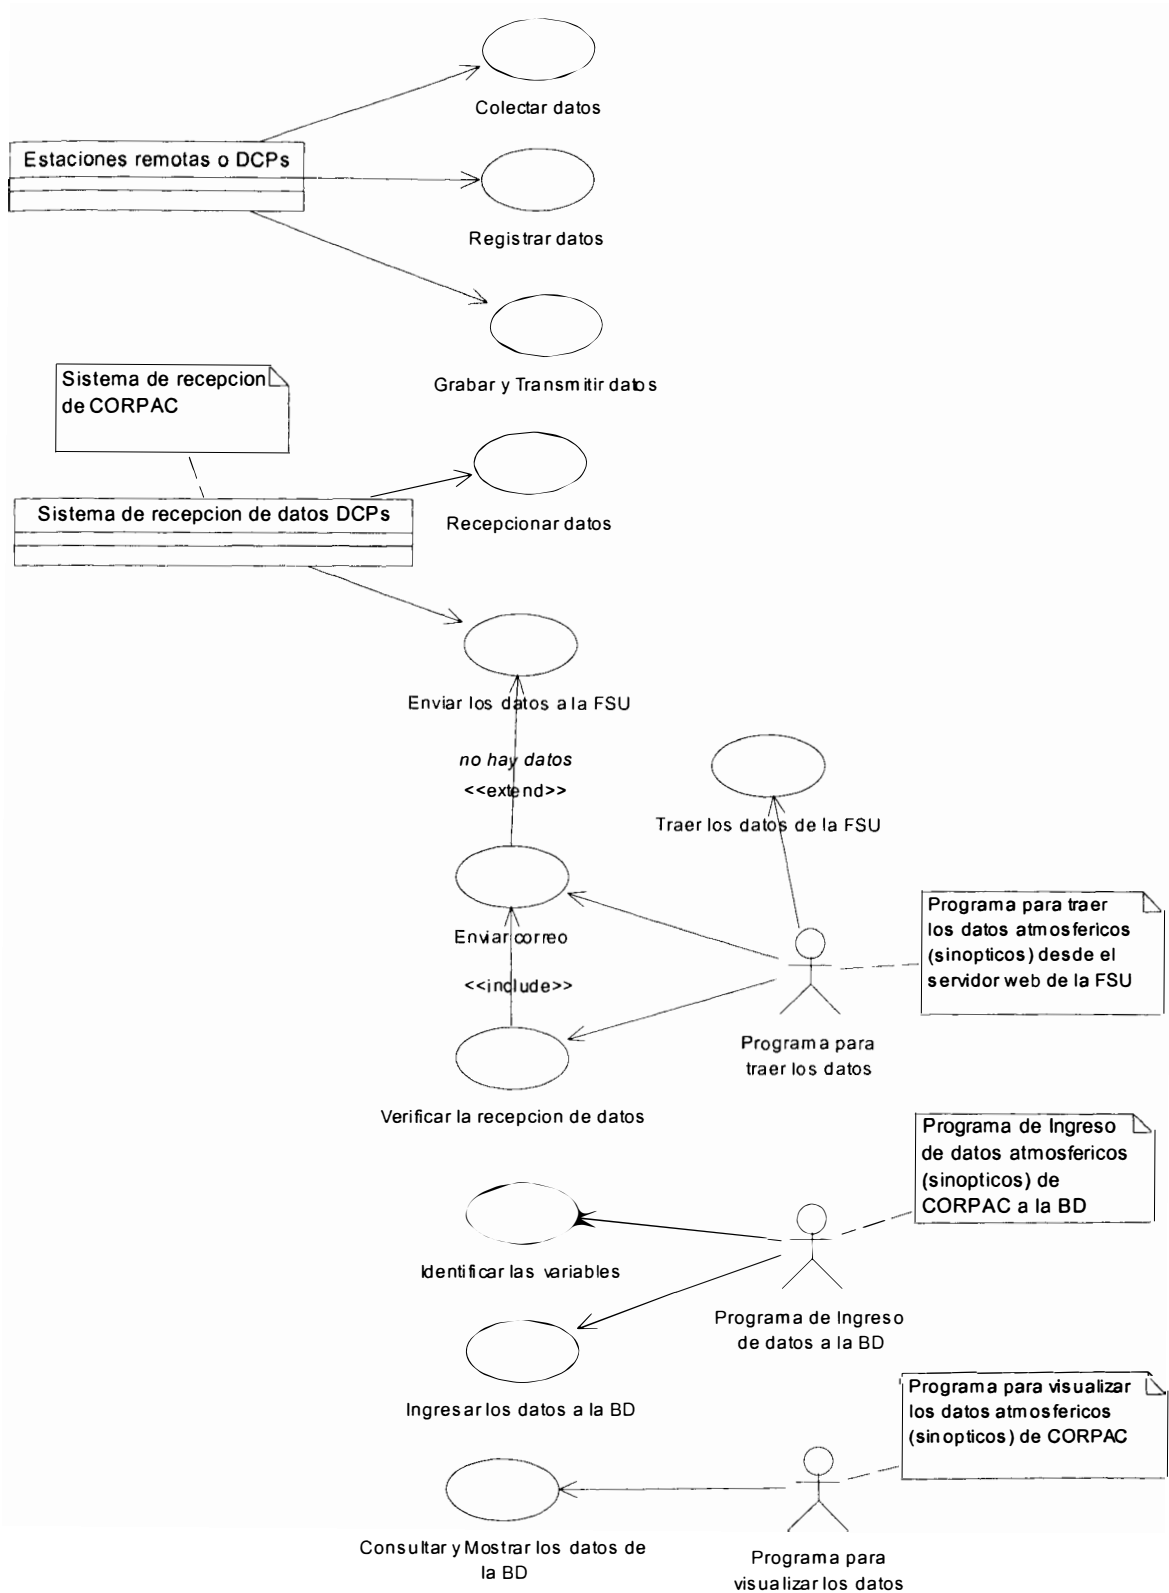 Colectar datos
Estaciones remotas o DCPs
Registrar datos
Grabar y Transmitir datos
Sistema de recepcion
de CORPAC
Sistema de recepcion de datos DCPs
Recepcionar datos
Enviar los datos a la FSU
no hay datos
<<extend>>
Traer los datos de la FSU
Enviar correo
<<include>>
Programa para traer
los datos atmosfericos
(sinopticos) desde el
servidor web de la FSU
Programa para
traer los datos
Verificar la recepcion de datos
Programa de Ingreso
de datos atmosfericos
(sinopticos) de
CORPAC a la BD
Identificar las variables
Programa de Ingreso
de datos a la BD
Ingresar los datos a la BD
Programa para visualizar
los datos atmosfericos
(sinopticos) de CORPAC
Consultar y Mostrar los datos de
la BD
Programa para
visualizar los datos